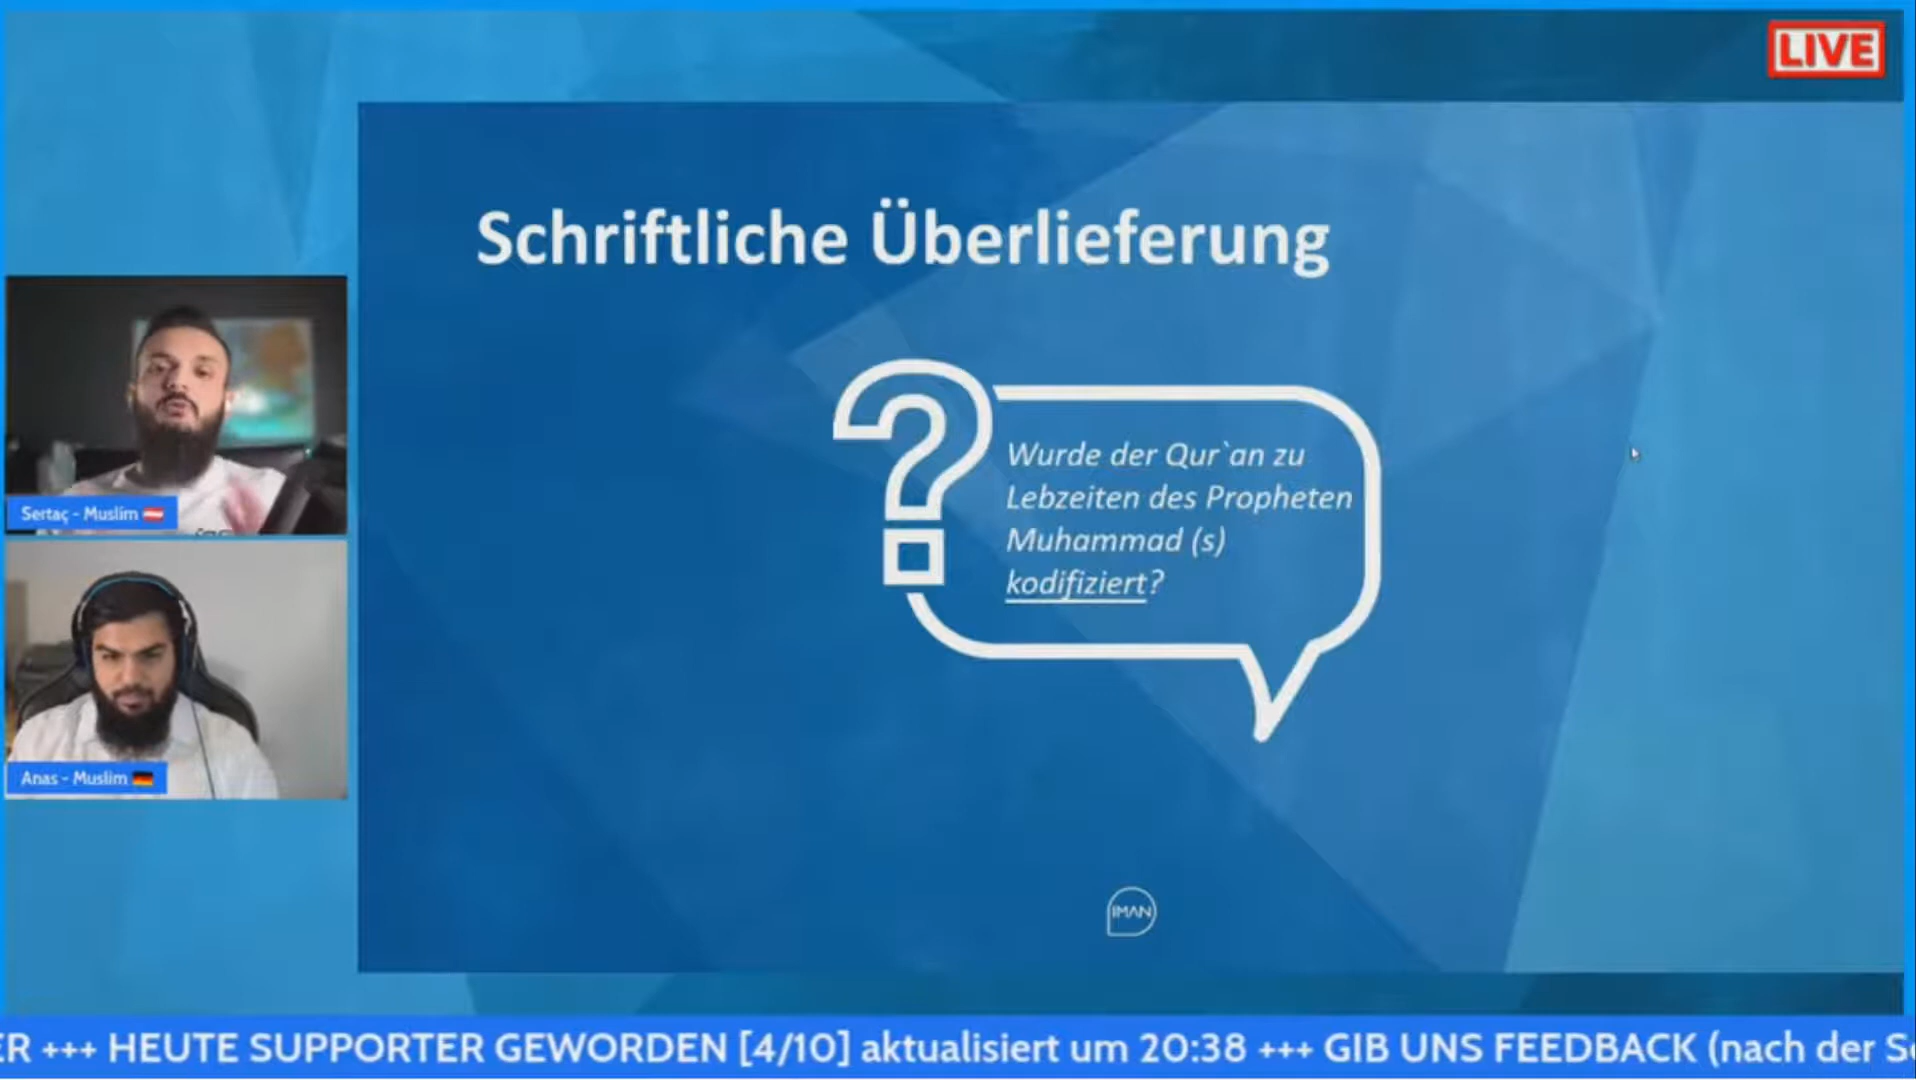 LIVE
Schriftliche Überlieferung
Wurde der Qur`an zu
Lebzeiten des Propheten
Muhammad (s)
kodifiziert?
Sertaç - Muslim
Anas - Muslim
IMAN
ER +++ HEUTE SUPPORTER GEWORDEN [4/10] aktualisiert um 20:38 +++ GIB UNS FEEDBACK (nach der